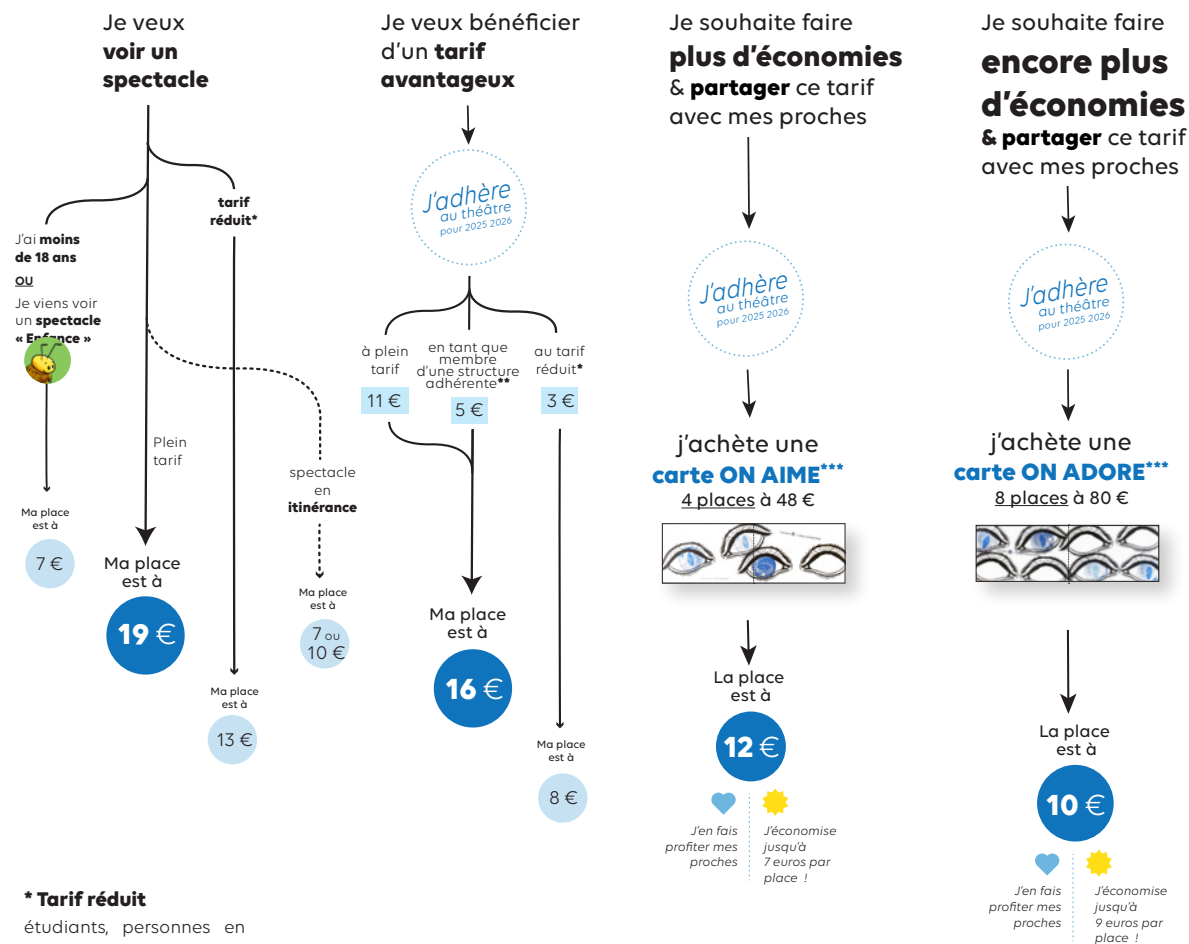 Je veux
voir un
spectacle
tarif
réduit*
J'ai moins
de 18 ans
OU
Je viens voir
un spectacle
« Enfance »
Plein
tarif
spectacle
en
itinérance
Ma place
est à
7 €
Ma place
est à
19 €
Ma place
est à
7 ou
10 €
Ma place
est à
13 €
Je veux bénéficier
d'un tarif
avantageux
J'adhère
au théâtre
pour 2025 2026
à plein
tarif
11 €
en tant que
membre
d'une structure
adhérente**
5 €
au tarif
réduit*
3 €
Ma place
est à
16 €
Ma place
est à
8 €
Je souhaite faire
plus d'économies
& partager ce tarif
avec mes proches
J'adhère
au théâtre
pour 2025 2026
j'achète une
carte ON AIME***
4 places à 48 €
La place
est à
12 €
J'en fais
profiter mes
proches
J'économise
jusqu'à
7 euros par
place !
Je souhaite faire
encore plus
d'économies
& partager ce tarif
avec mes proches
J'adhère
au théâtre
pour 2025 2026
j'achète une
carte ON ADORE***
8 places à 80 €
La place
est à
10 €
J'en fais
profiter mes
proches
J'économise
jusqu'à
9 euros par
place !
* Tarif réduit
étudiants, personnes en